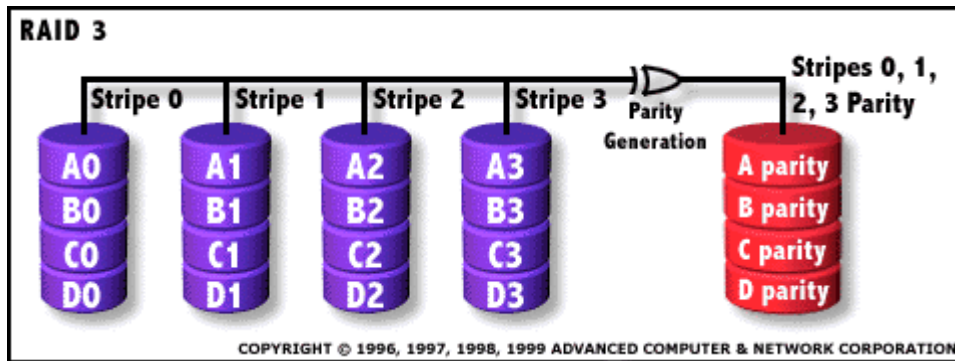 RAID 3
Stripe 0
Stripe 1
Stripe 2
Stripe 3
Parity
Generation
Stripes 0, 1,
2, 3 Parity
A0
B0
C0
D0
A1
B1
C1
D1
A2
B2
C2
D2
A3
B3
C3
D3
A parity
B parity
C parity
D parity
COPYRIGHT © 1996, 1997, 1998, 1999 ADVANCED COMPUTER & NETWORK CORPORATION